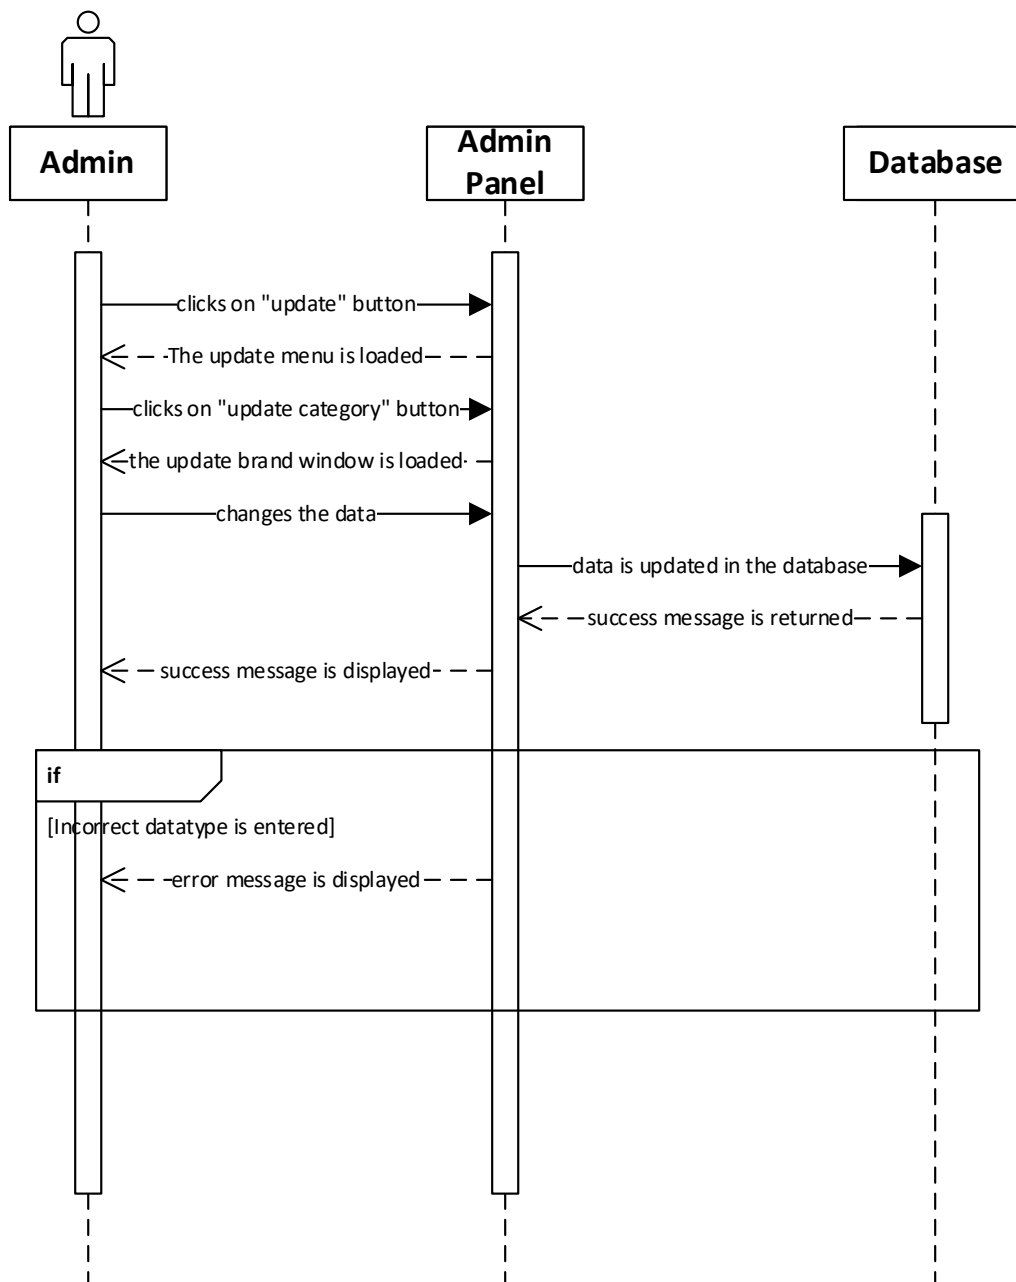 Admin
Admin
Panel
Database
clicks on "update" button
The update menu is loaded
clicks on "update category" button
the update brand window is loaded
changes the data
data is updated in the database
success message is returned
success message is displayed
if
[Incorrect datatype is entered]
error message is displayed